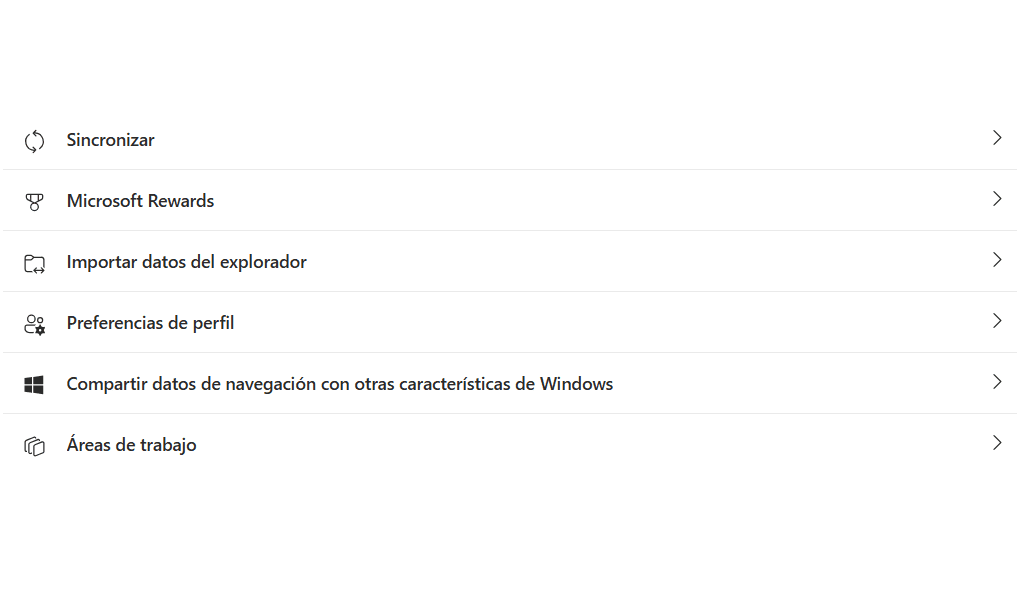 Sincronizar
Microsoft Rewards
Importar datos del explorador
Preferencias de perfil
Compartir datos de navegación con otras características de Windows
Áreas de trabajo